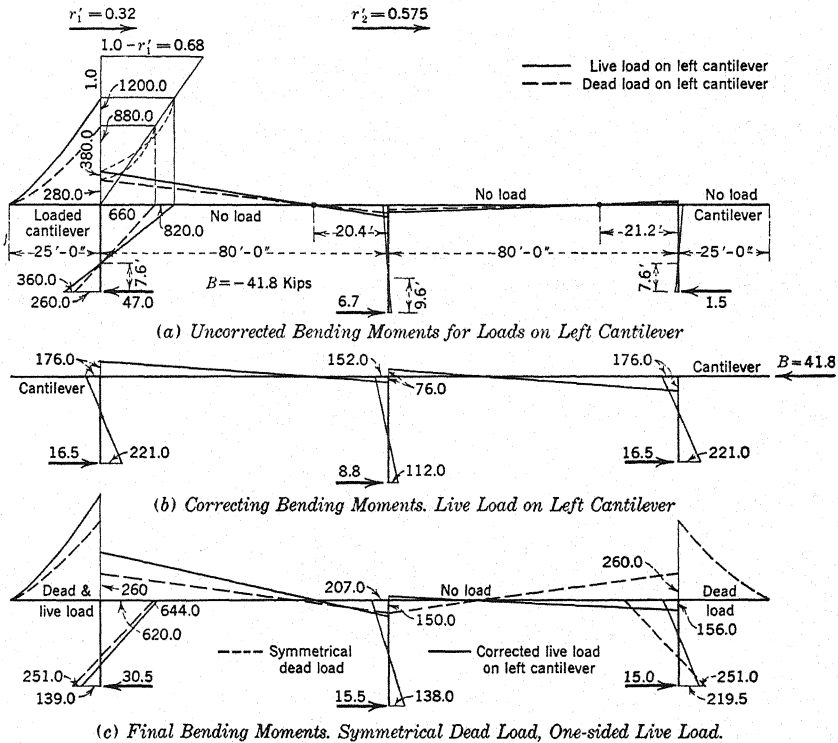 r₁′ = 0.32
r₂′ = 0.575
1.0 – r₁′ = 0.68
1.0
Live load on left cantilever
Dead load on left cantilever
1200.0
880.0
380.0
280.0
660
820.0
Loaded cantilever
No load
No load
No load
Cantilever
20.4′
21.2′
25′-0″
80′-0″
80′-0″
25′-0″
7.6′
9.6′
7.6′
360.0
260.0
47.0
B = – 41.8 Kips
6.7
1.5
(a) Uncorrected Bending Moments for Loads on Left Cantilever
176.0
152.0
176.0
Cantilever
B = 41.8
Cantilever
76.0
16.5
221.0
8.8
112.0
16.5
221.0
(b) Correcting Bending Moments. Live Load on Left Cantilever
Dead & live load
260
207.0
No load
260.0
Dead load
644.0
620.0
150.0
156.0
Symmetrical dead load
Corrected live load on left cantilever
251.0
139.0
30.5
15.5
138.0
15.0
251.0
219.5
(c) Final Bending Moments. Symmetrical Dead Load, One-sided Live Load.